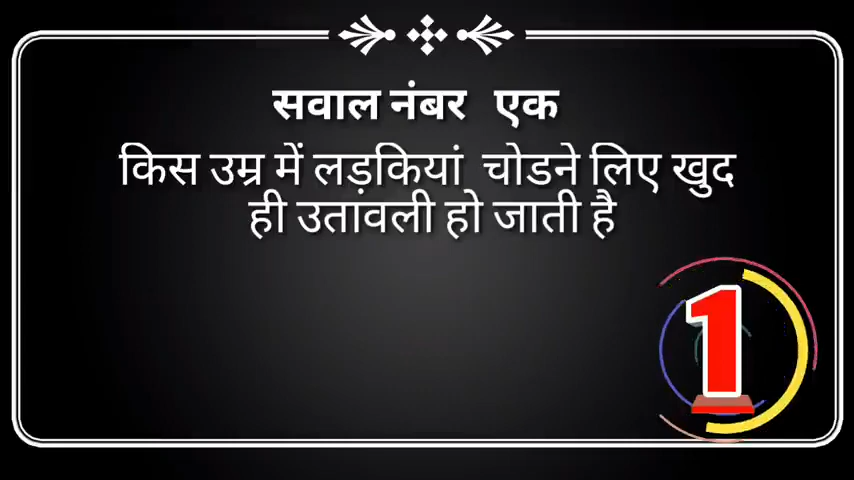 सवाल नंबर एक
किस उम्र में लड़कियां चोडने लिए खुद
ही उतावली हो जाती है
1